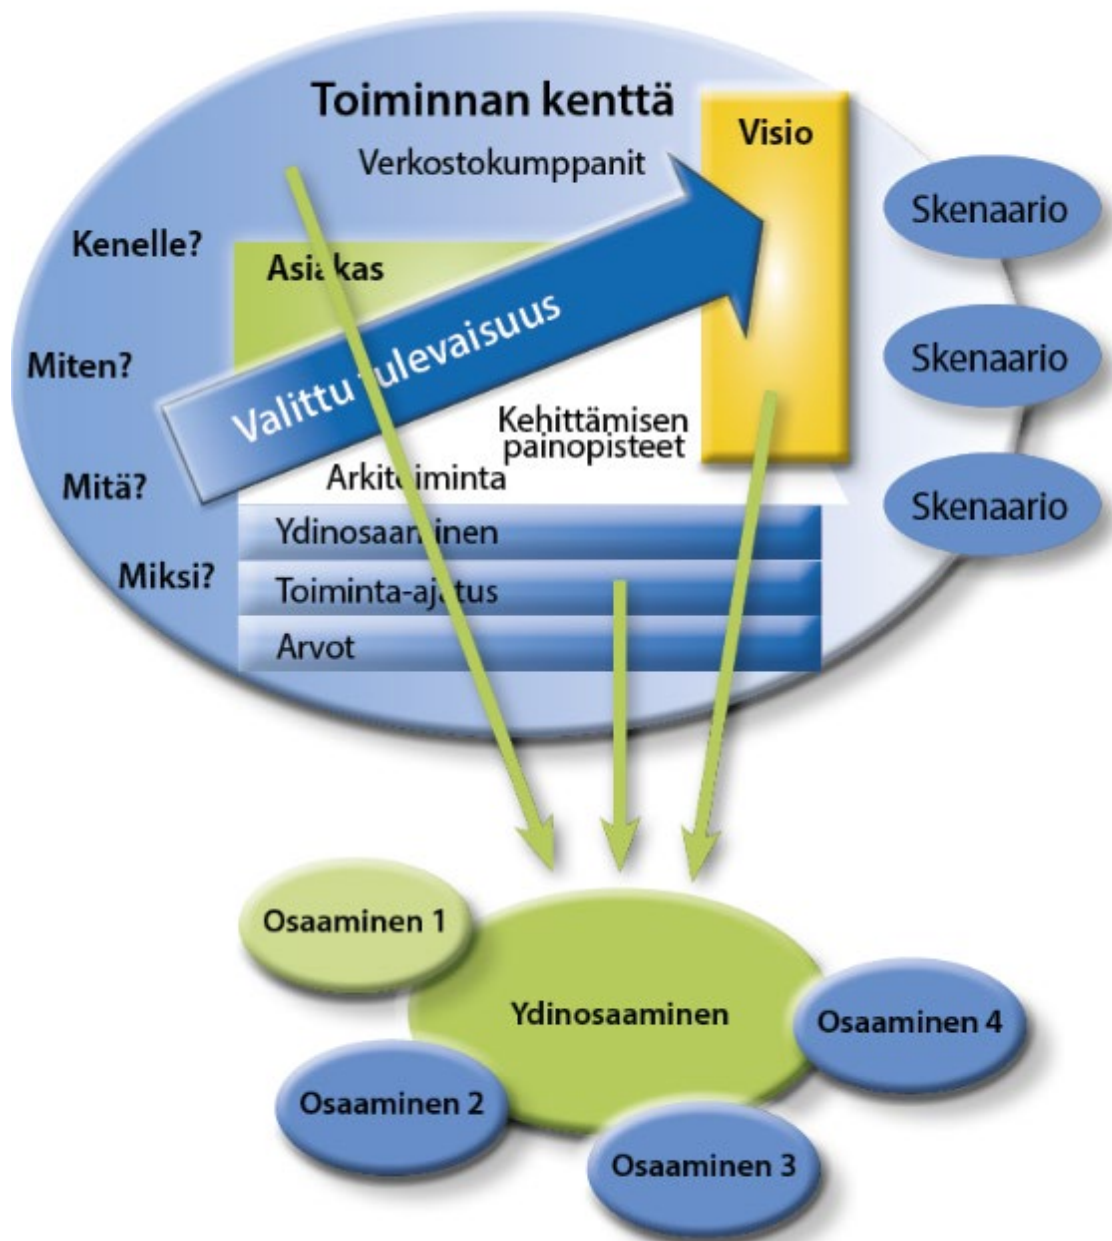 Toiminnan kenttä
Verkostokumppanit
Visio
Skenaario
Kenelle?
Asiakas
Miten?
Valittu tulevaisuus
Skenaario
Kehittämisen
painopisteet
Mitä?
Arkitoiminta
Skenaario
Ydinosaaminen
Miksi?
Toiminta-ajatus
Arvot
Osaaminen 1
Ydinosaaminen
Osaaminen 4
Osaaminen 2
Osaaminen 3